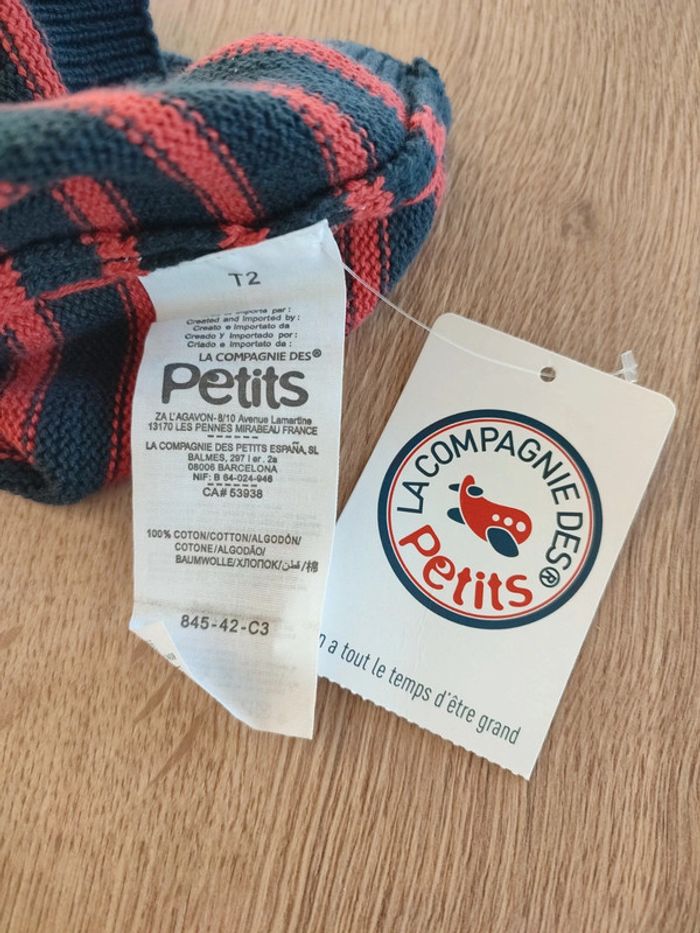 T2
Created and Imported by :
Creato e Importato da
Creado y Importado por :
Criado e Importado da :
LA COMPAGNIE DES®
Petits
ZA L'AGAVON-8/10 Avenue Lamartine
13170 LES PENNES MIRABEAU FRANCE
LA COMPAGNIE DES PETITS ESPAÑA, SL
BALMES, 297 1er. 2a
08006 BARCELONA
NIF: B 64-024-946
CA# 53938
100% COTON/COTTON/ALGODÓN/
COTONE/ALGODÃO/
BAUMWOLLE/ХЛОПОК/قطن/棉
845-42-C3
LA COMPAGNIE DES®
Petits
a tout le temps d'être grand